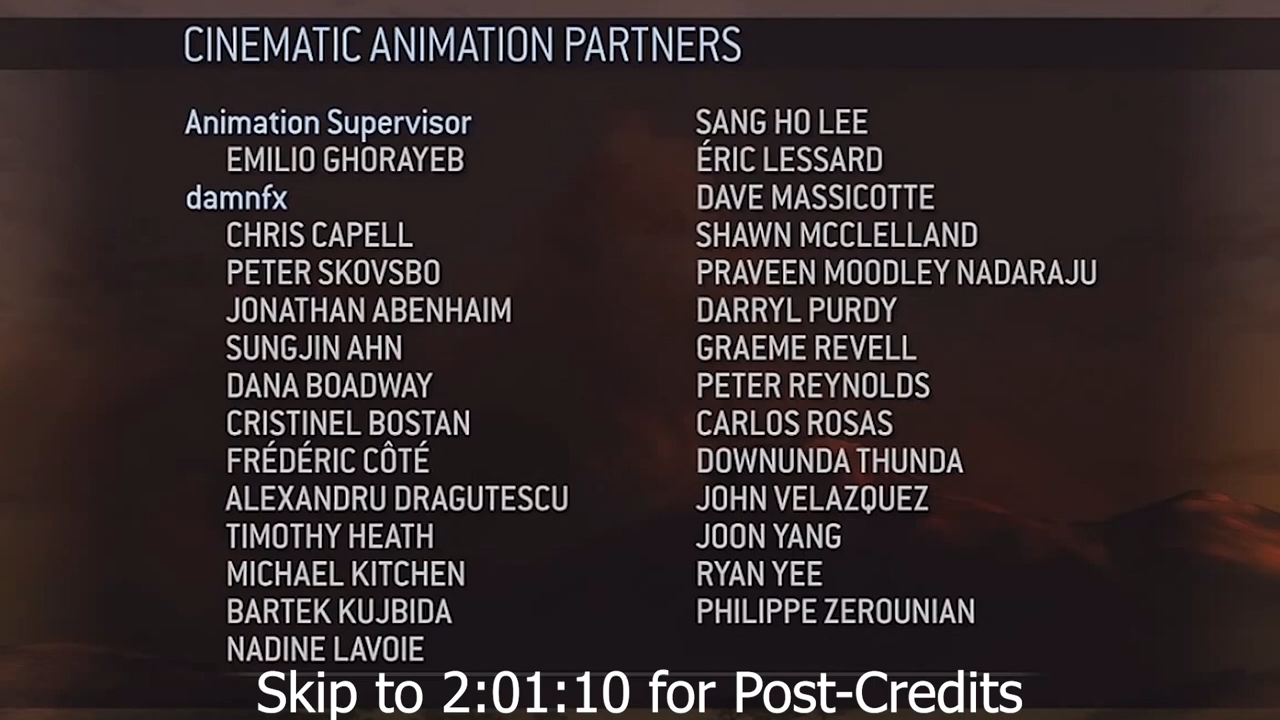 CINEMATIC ANIMATION PARTNERS
Animation Supervisor
EMILIO GHORAYEB
damnfx
CHRIS CAPELL
PETER SKOVSBO
JONATHAN ABENHAIM
SUNGJIN AHN
DANA BOADWAY
CRISTINEL BOSTAN
FRÉDÉRIC CÔTÉ
ALEXANDRU DRAGUTESCU
TIMOTHY HEATH
MICHAEL KITCHEN
BARTEK KUJBIDA
NADINE LAVOIE
SANG HO LEE
ÉRIC LESSARD
DAVE MASSICOTTE
SHAWN MCCLELLAND
PRAVEEN MOODLEY NADARAJU
DARRYL PURDY
GRAEME REVELL
PETER REYNOLDS
CARLOS ROSAS
DOWNUNDA THUNDA
JOHN VELAZQUEZ
JOON YANG
RYAN YEE
PHILIPPE ZEROUNIAN
Skip to 2:01:10 for Post-Credits